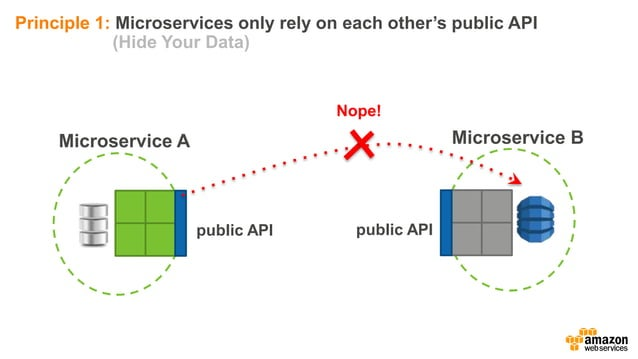 Principle 1: Microservices only rely on each other's public API
(Hide Your Data)
Nope!
Microservice A
Microservice B
public API
public API
amazon
webservices